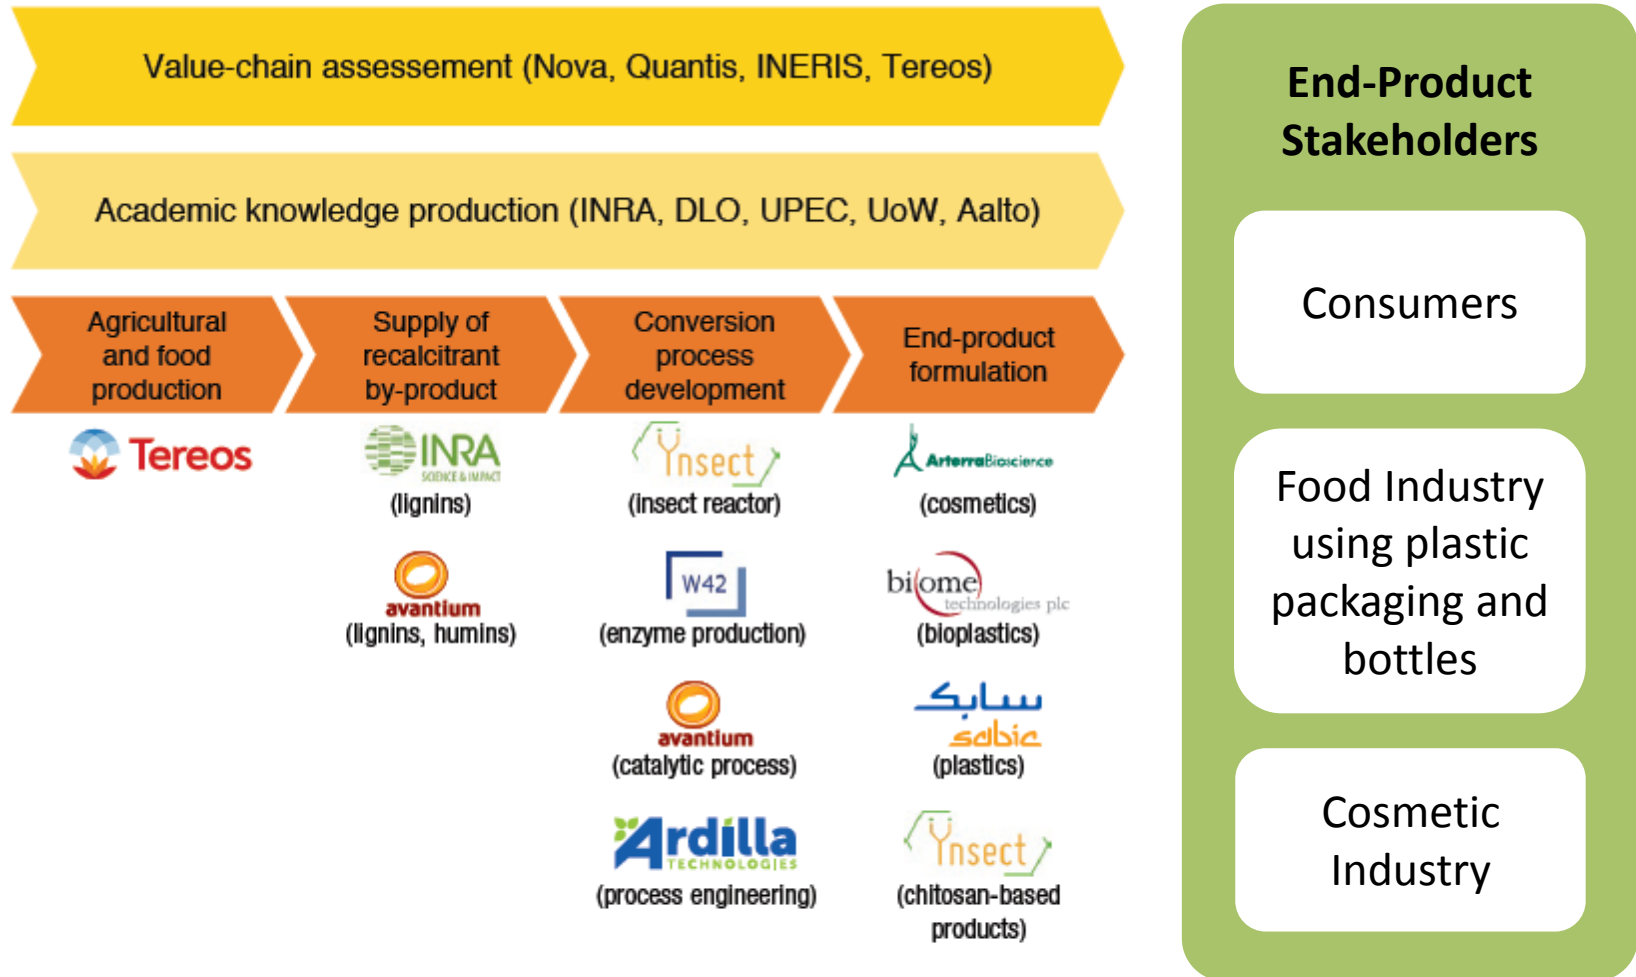 Value-chain assessement (Nova, Quantis, INERIS, Tereos)
Academic knowledge production (INRA, DLO, UPEC, UoW, Aalto)
Agricultural
and food
production
Supply of
recalcitrant
by-product
Conversion
process
development
End-product
formulation
Tereos
INRA
SCIENCE & IMPACT
(lignins)
avantium
(lignins, humins)
Ynsect
(insect reactor)
W42
(enzyme production)
avantium
(catalytic process)
Ardilla
TECHNOLOGIES
(process engineering)
ArterraBioscience
(cosmetics)
biome
technologies plc
(bioplastics)
سابك
sabic
(plastics)
Ynsect
(chitosan-based
products)
End-Product
Stakeholders
Consumers
Food Industry
using plastic
packaging and
bottles
Cosmetic
Industry